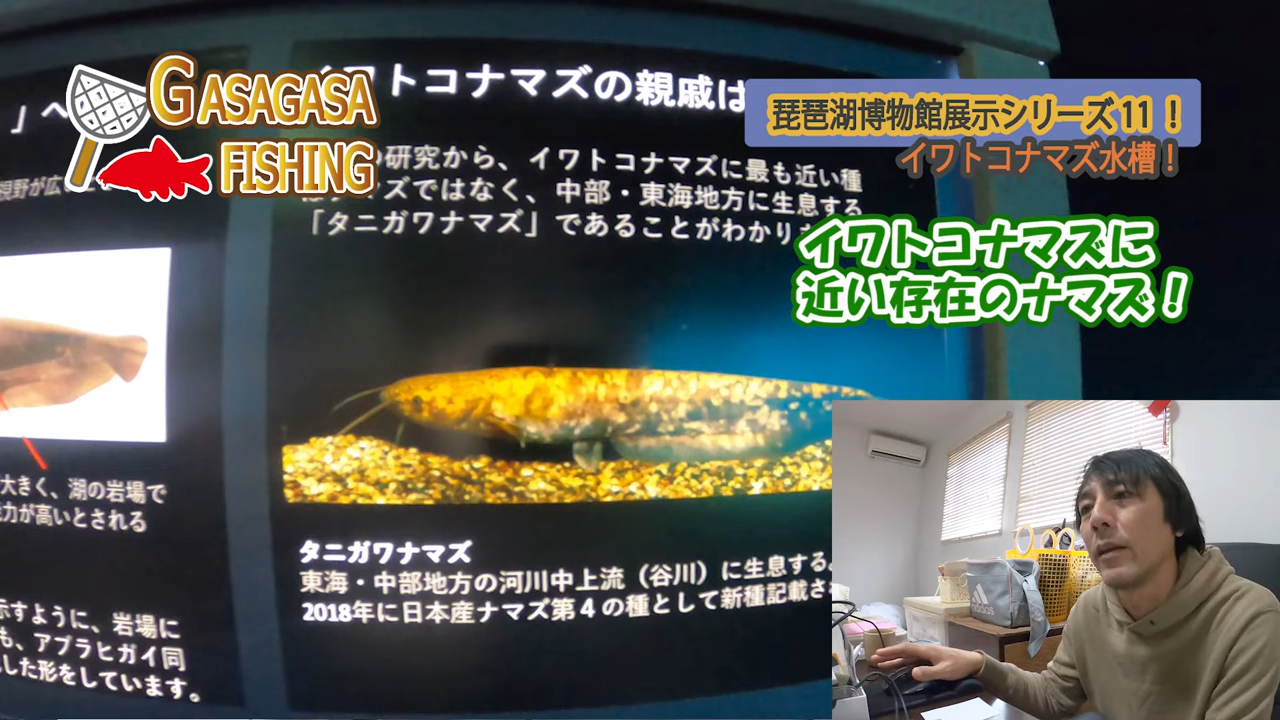 GASAGASA
FISHING
琵琶湖博物館展示シリーズ11!
イワトコナマズ水槽!
イワトコナマズに
近い存在のナマズ!
」へ
視野が広
大きく、湖の岩場で
力が高いとされる
示すように、岩場に
も、アブラヒガイ同
した形をしています。
イワトコナマズの親戚は
の研究から、イワトコナマズに最も近い種
はナマズではなく、中部・東海地方に生息する
「タニガワナマズ」であることがわかりま
タニガワナマズ
東海・中部地方の河川中上流(谷川)に生息する
2018年に日本産ナマズ第4の種として新種記載さ
adidas